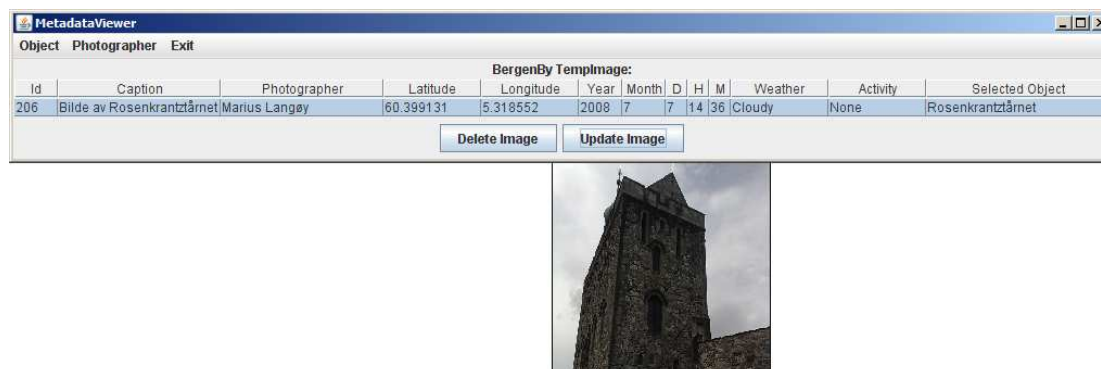 MetadataViewer
Object Photographer Exit
BergenBy TempImage:
Id Caption Photographer Latitude Longitude Year Month D H M Weather Activity Selected Object
206 Bilde av Rosenkrantztårnet Marius Langøy 60.399131 5.318552 2008 7 7 14 36 Cloudy None Rosenkrantztårnet
Delete Image Update Image